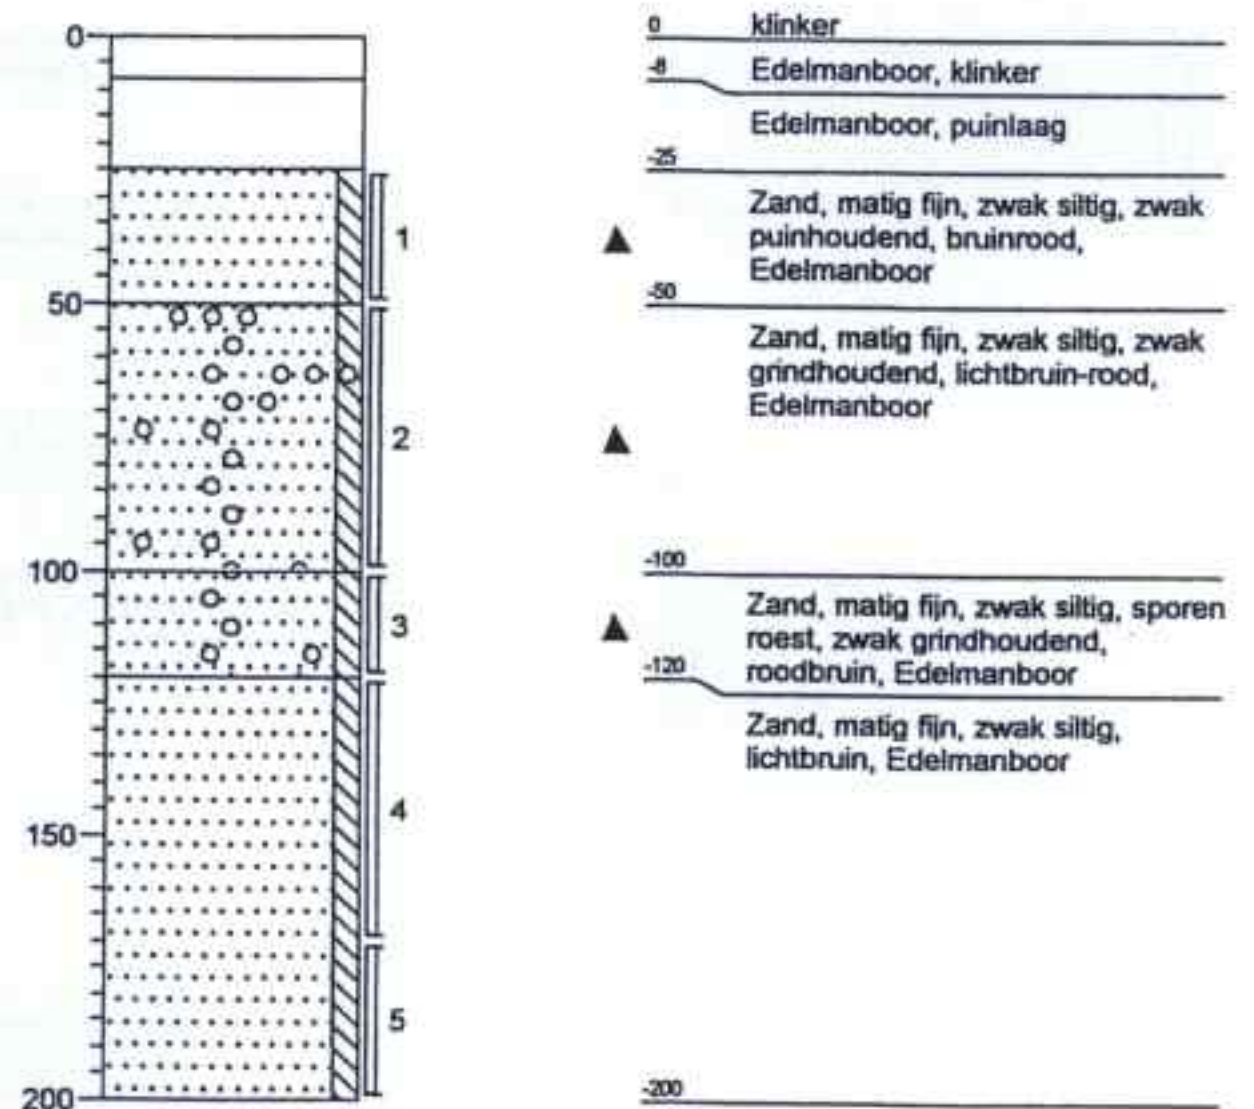 0
50
100
150
200
1
2
3
4
5
0
klinker
-8
Edelmanboor, klinker
Edelmanboor, puinlaag
-25
Zand, matig fijn, zwak siltig, zwak
puinhoudend, bruinrood,
Edelmanboor
-50
Zand, matig fijn, zwak siltig, zwak
grindhoudend, lichtbruin-rood,
Edelmanboor
-100
Zand, matig fijn, zwak siltig, sporen
roest, zwak grindhoudend,
roodbruin, Edelmanboor
-120
Zand, matig fijn, zwak siltig,
lichtbruin, Edelmanboor
-200